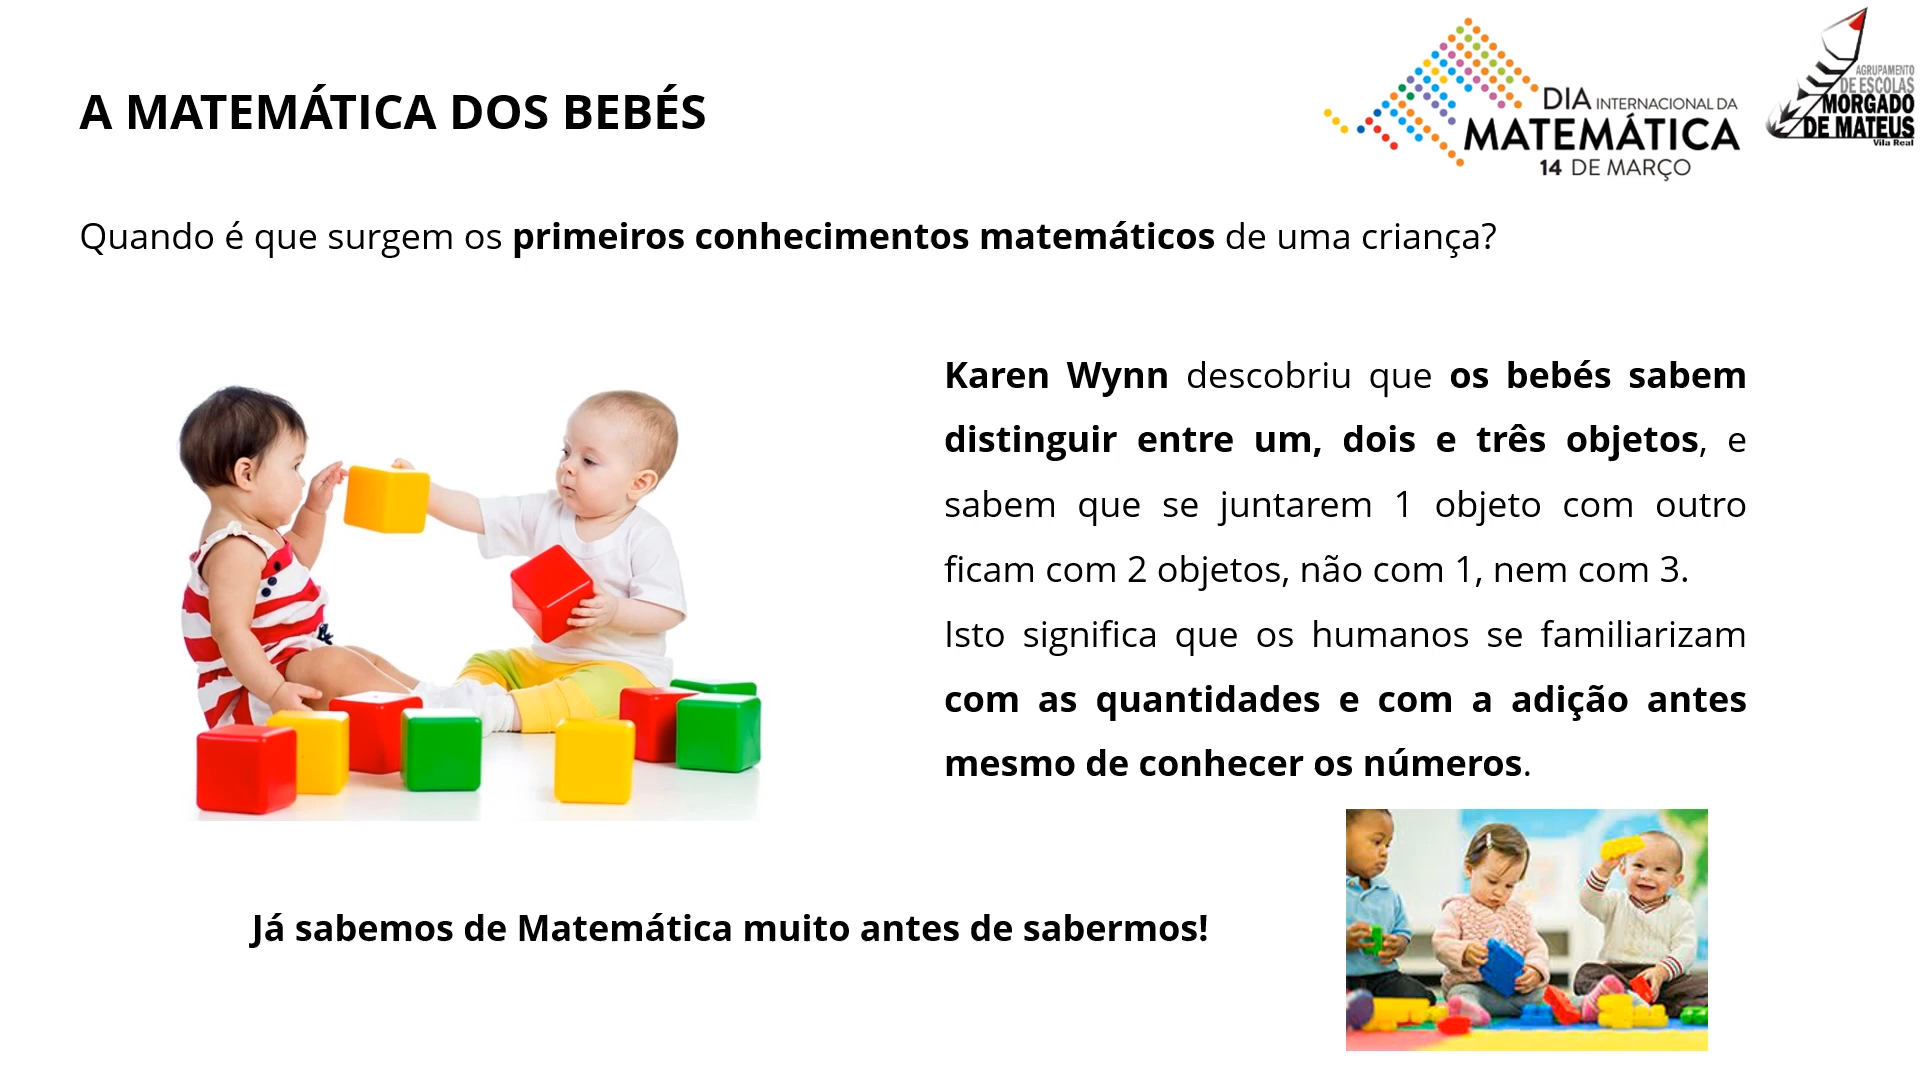 A MATEMÁTICA DOS BEBÉS
DIA INTERNACIONAL DA
MATEMÁTICA
14 DE MARÇO
AGRUPAMENTO
DE ESCOLAS
MORGADO
DE MATEUS
Vila Real
Quando é que surgem os primeiros conhecimentos matemáticos de uma criança?
Karen Wynn descobriu que os bebés sabem
distinguir entre um, dois e três objetos, e
sabem que se juntarem 1 objeto com outro
ficam com 2 objetos, não com 1, nem com 3.
Isto significa que os humanos se familiarizam
com as quantidades e com a adição antes
mesmo de conhecer os números.
Já sabemos de Matemática muito antes de sabermos!